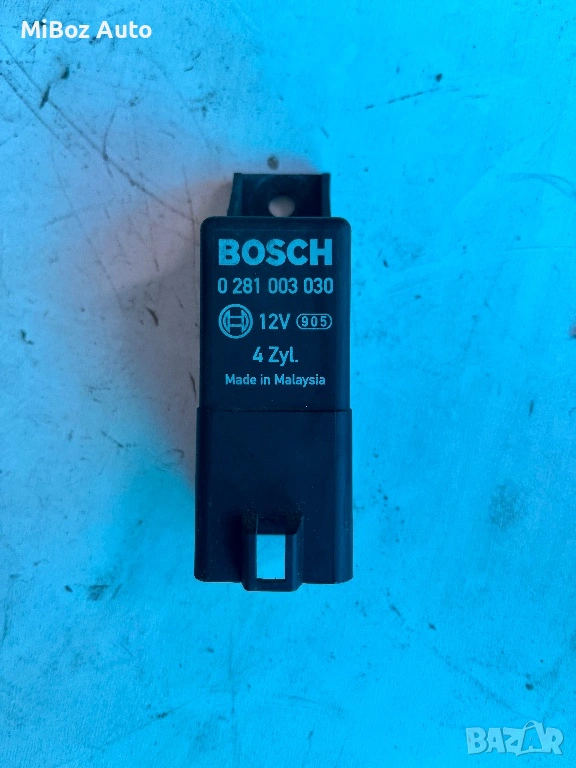 MiBoz Auto
BOSCH
0 281 003 030
12V 905
4 Zyl.
Made in Malaysia
BAZAR